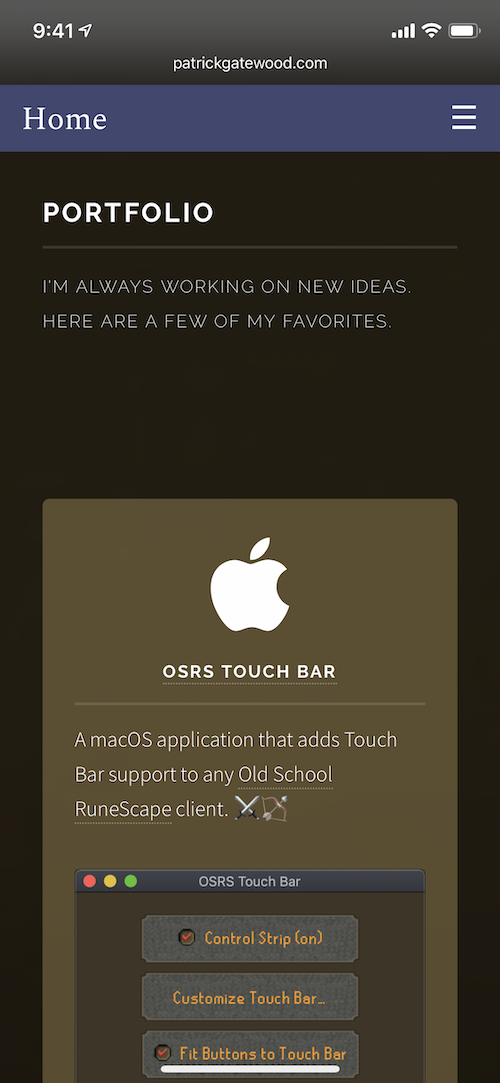 9:41
patrickgatewood.com
Home
PORTFOLIO
I'M ALWAYS WORKING ON NEW IDEAS.
HERE ARE A FEW OF MY FAVORITES.
OSRS TOUCH BAR
A macOS application that adds Touch
Bar support to any Old School
RuneScape client. ⚔️🏹
OSRS Touch Bar
Control Strip (on)
Customize Touch Bar...
Fit Buttons to Touch Bar